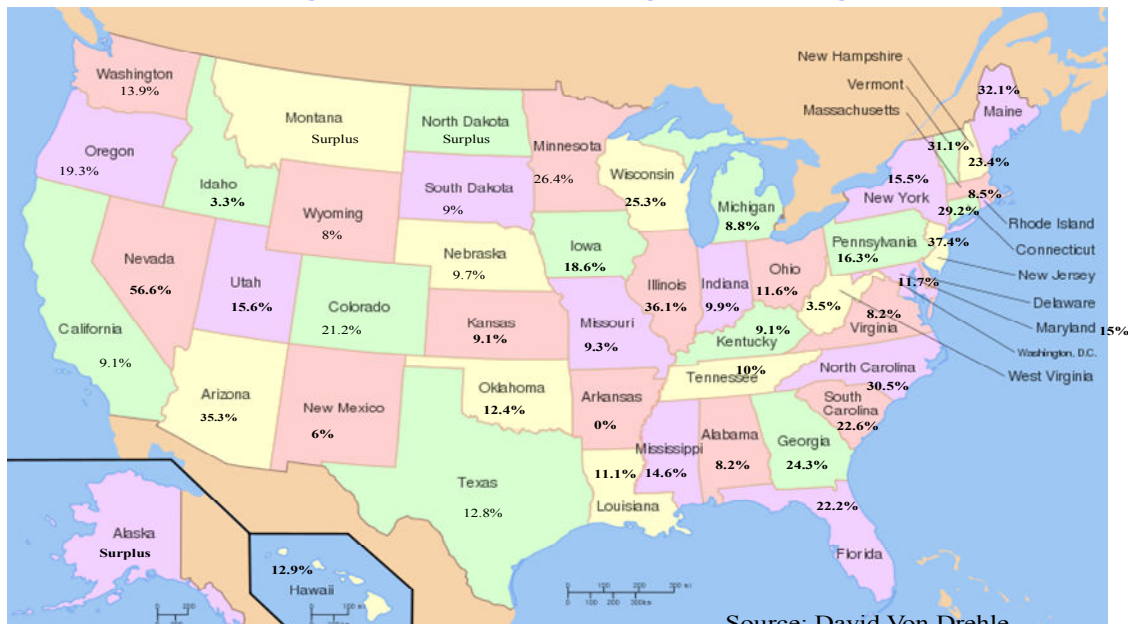 Washington
13.9%
Oregon
19.3%
California
9.1%
Nevada
56.6%
Idaho
3.3%
Montana
Surplus
Wyoming
8%
Utah
15.6%
Colorado
21.2%
Arizona
35.3%
New Mexico
6%
North Dakota
Surplus
South Dakota
9%
Nebraska
9.7%
Kansas
9.1%
Oklahoma
12.4%
Texas
12.8%
Minnesota
26.4%
Iowa
18.6%
Missouri
9.3%
Arkansas
0%
11.1%
Louisiana
Wisconsin
25.3%
Illinois
36.1%
Michigan
8.8%
Indiana
9.9%
Ohio
11.6%
9.1%
Kentucky
10%
Tennessee
Mississippi
14.6%
Alabama
8.2%
Georgia
24.3%
22.2%
Florida
South
Carolina
22.6%
North Carolina
30.5%
8.2%
Virginia
3.5%
Pennsylvania
16.3%
15.5%
New York
32.1%
Maine
31.1%
23.4%
8.5%
29.2%
37.4%
11.7%
New Hampshire
Vermont
Massachusetts
Rhode Island
Connecticut
New Jersey
Delaware
Maryland 15%
Washington, D.C.
West Virginia
Alaska
Surplus
12.9%
Hawaii
Source: David Von Drehle